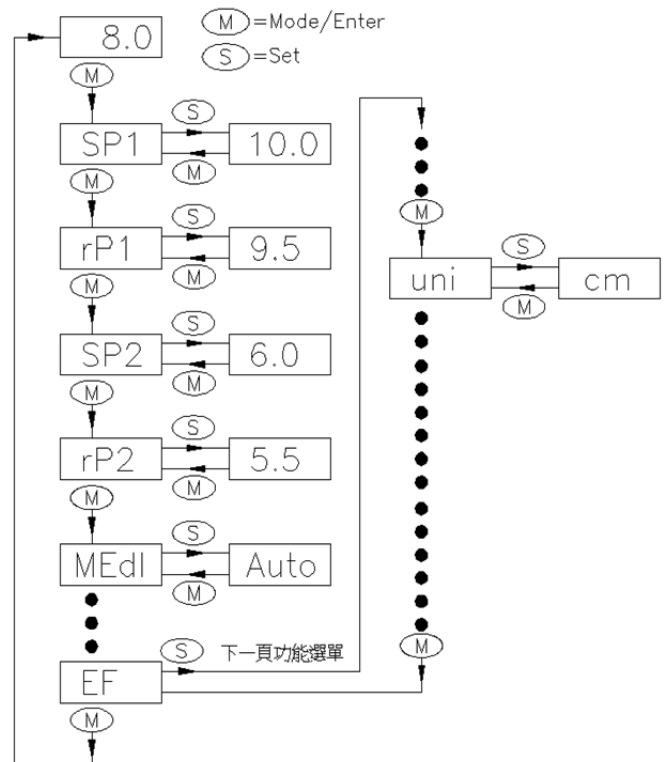 8.0
M =Mode/Enter
S =Set
M
S
SP1
10.0
M
M
S
rP1
9.5
M
M
S
SP2
6.0
M
M
S
rP2
5.5
M
M
S
MEdI
Auto
M
S
下一頁功能選單
EF
M
M
S
uni
cm
M
M